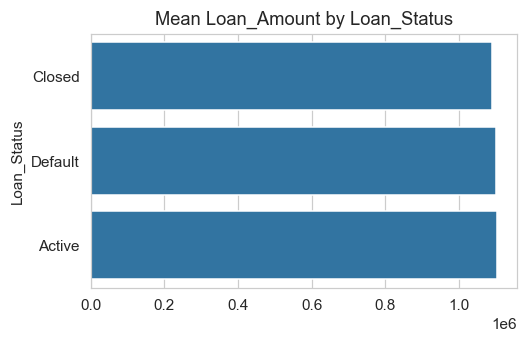 Mean Loan_Amount by Loan_Status
Loan_Status
Closed
Default
Active
0.0 0.2 0.4 0.6 0.8 1.0
1e6